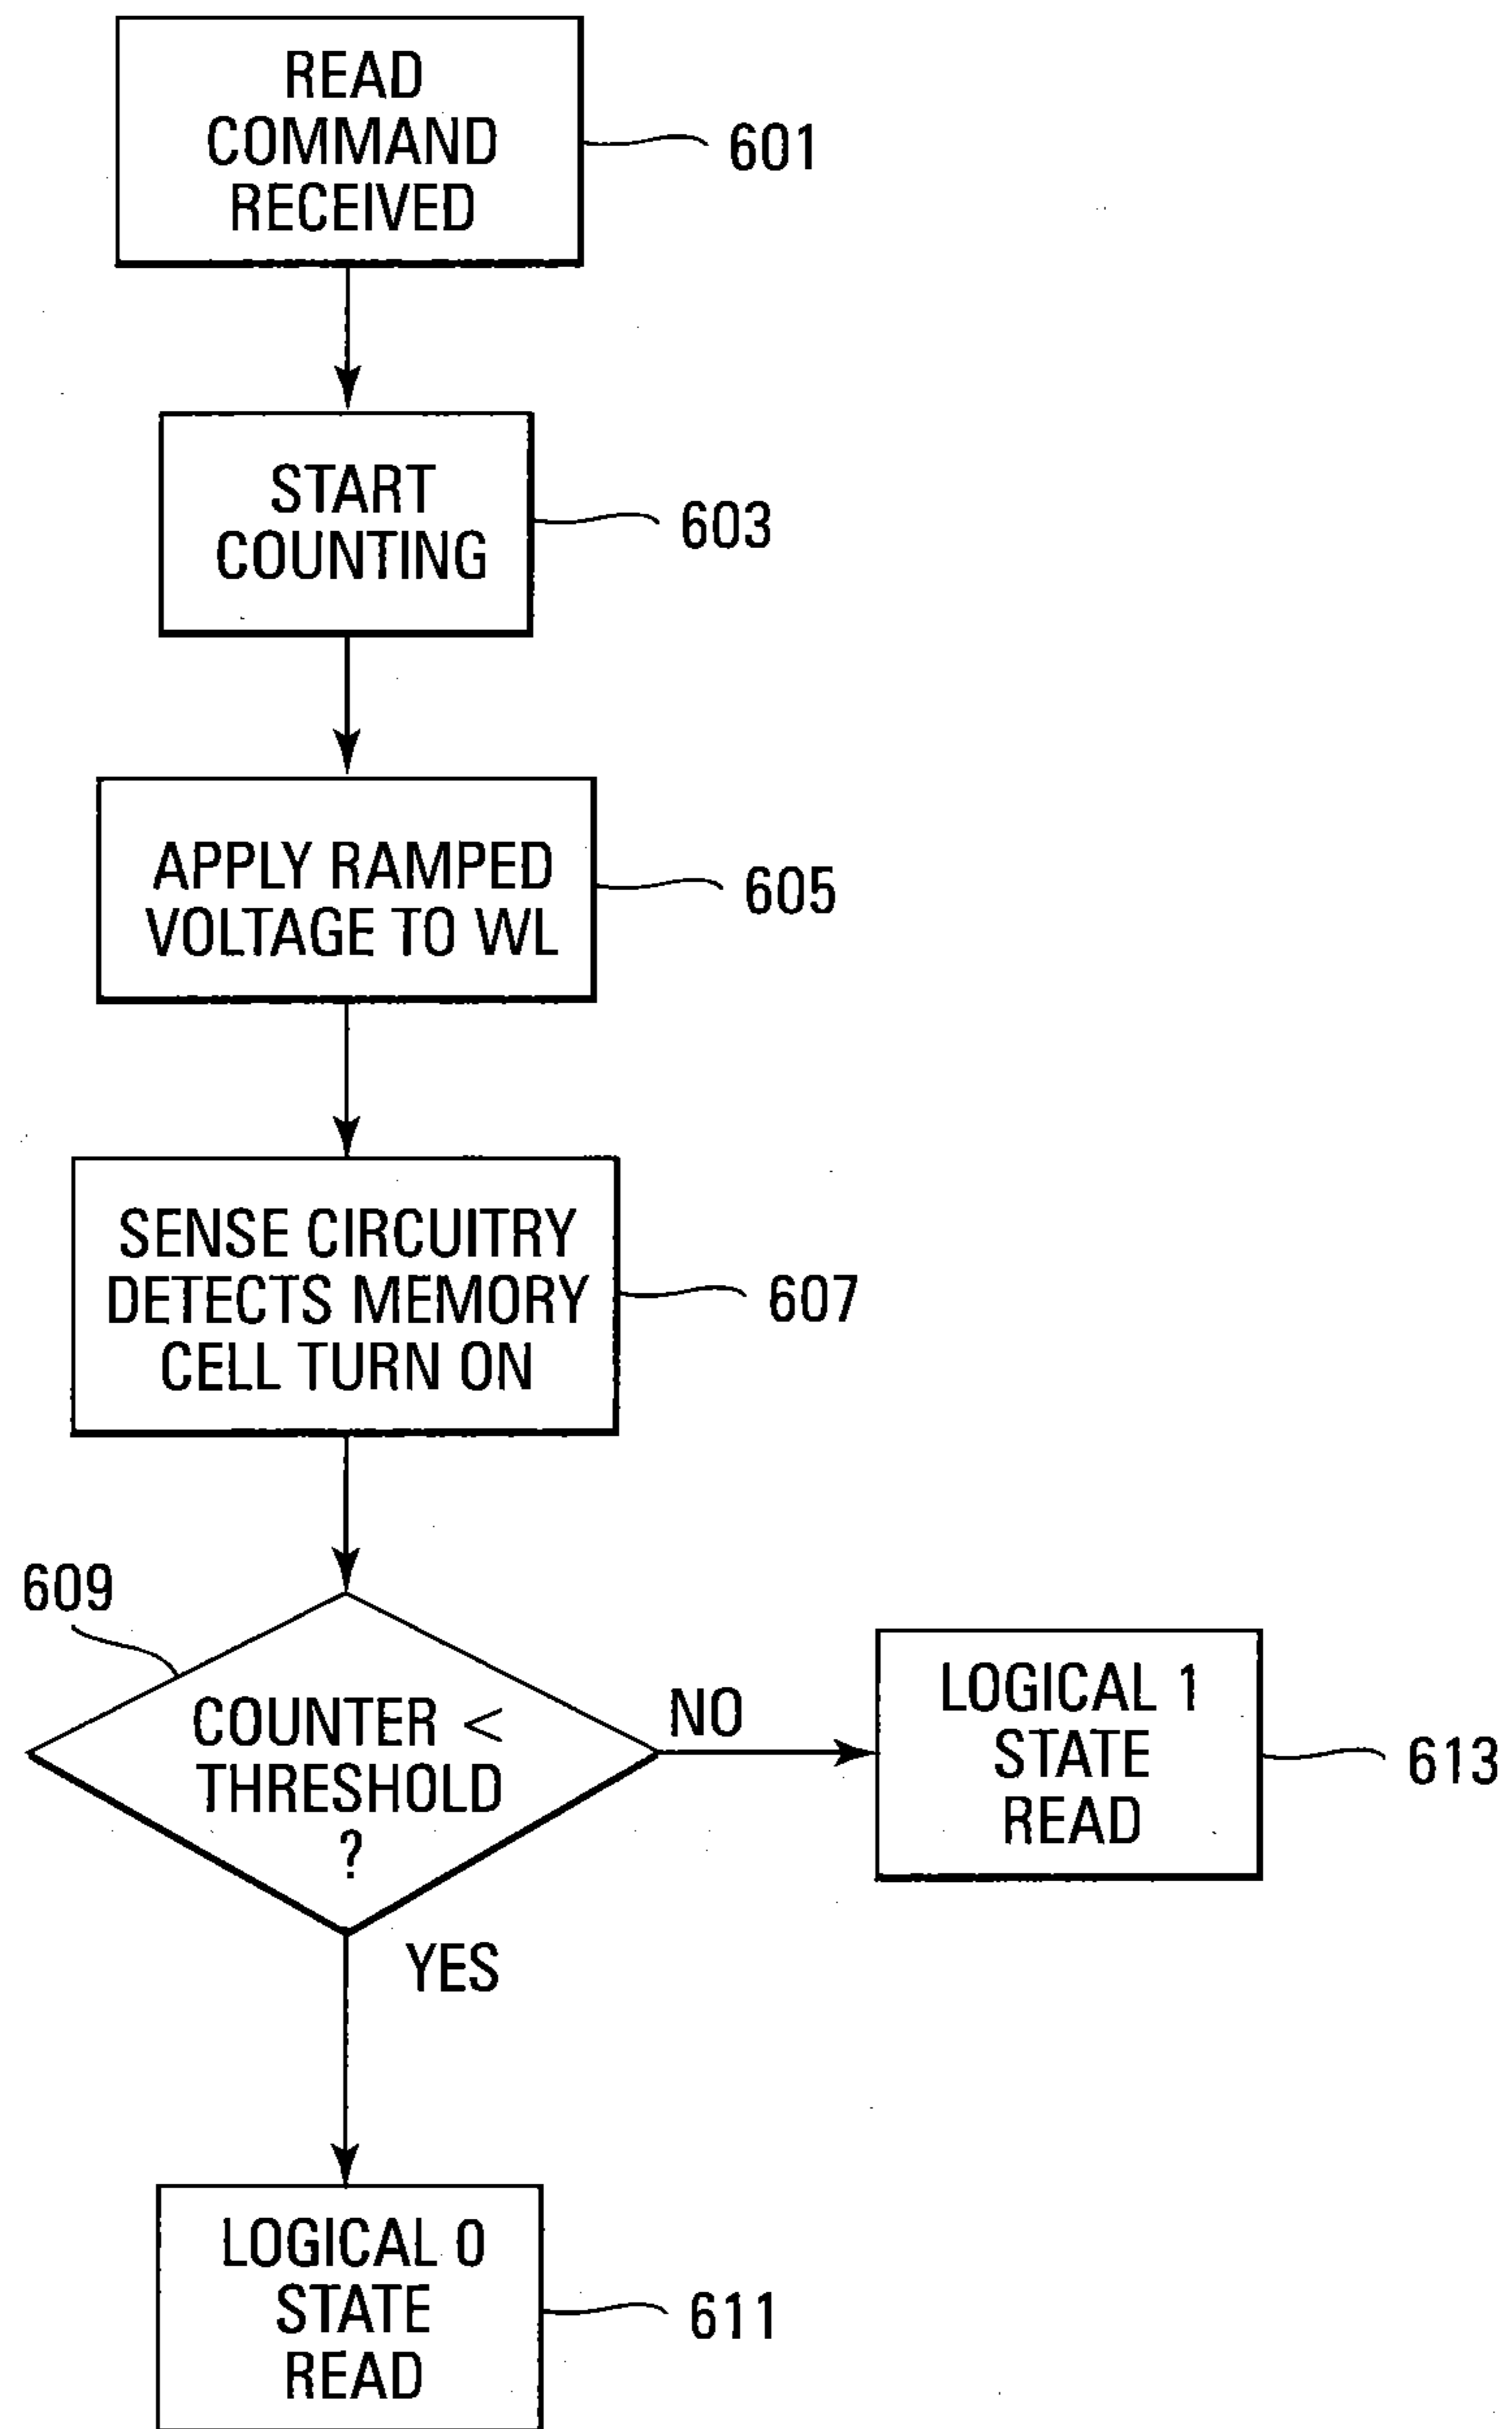 READ
COMMAND
RECEIVED
601
START
COUNTING
603
APPLY RAMPED
VOLTAGE TO WL
605
SENSE CIRCUITRY
DETECTS MEMORY
CELL TURN ON
607
609
COUNTER <
THRESHOLD
?
NO
LOGICAL 1
STATE
READ
613
YES
LOGICAL 0
STATE
READ
611